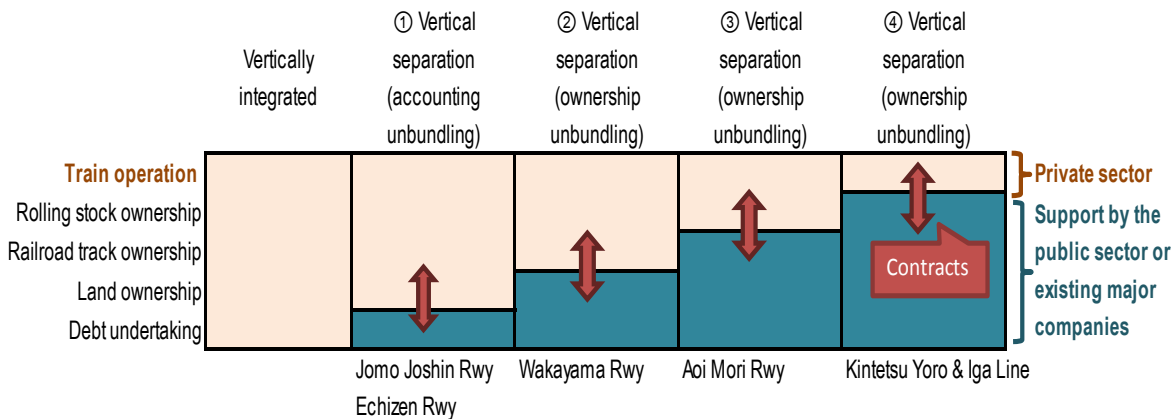 Vertically
integrated
① Vertical
separation
(accounting
unbundling)
② Vertical
separation
(ownership
unbundling)
③ Vertical
separation
(ownership
unbundling)
④ Vertical
separation
(ownership
unbundling)
Train operation
Rolling stock ownership
Railroad track ownership
Land ownership
Debt undertaking
Private sector
Support by the
public sector or
existing major
companies
Contracts
Jomo Joshin Rwy
Echizen Rwy
Wakayama Rwy
Aoi Mori Rwy
Kintetsu Yoro & Iga Line